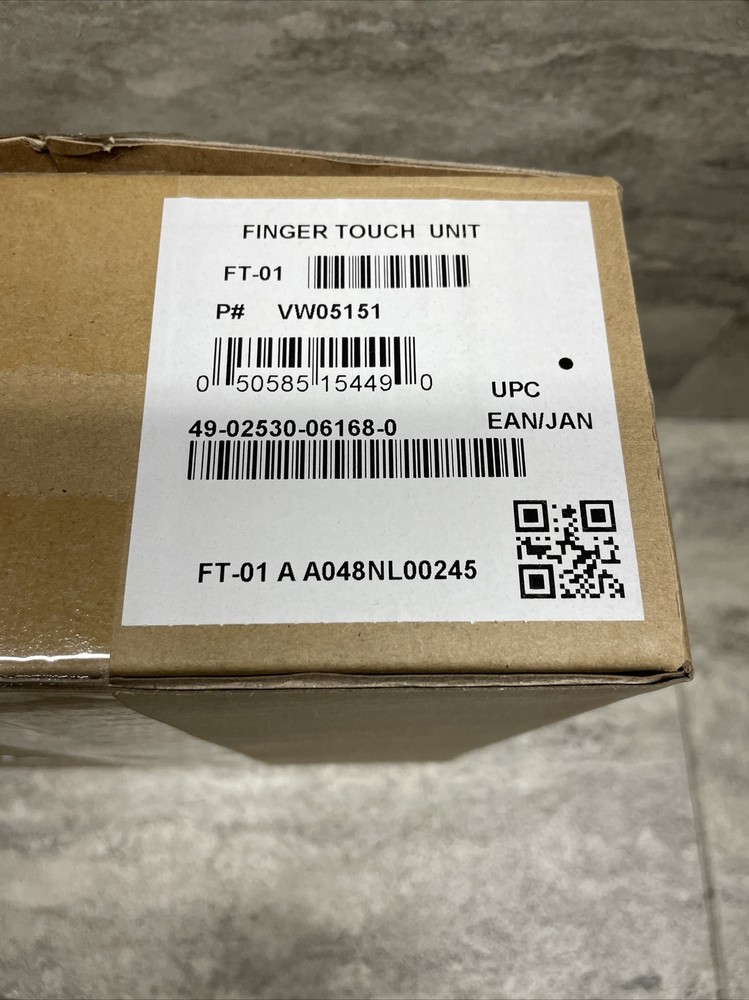 FINGER TOUCH UNIT
FT-01
P# VW05151
0 50585 15449 0
UPC
49-02530-06168-0
EAN/JAN
FT-01 A A048NL00245